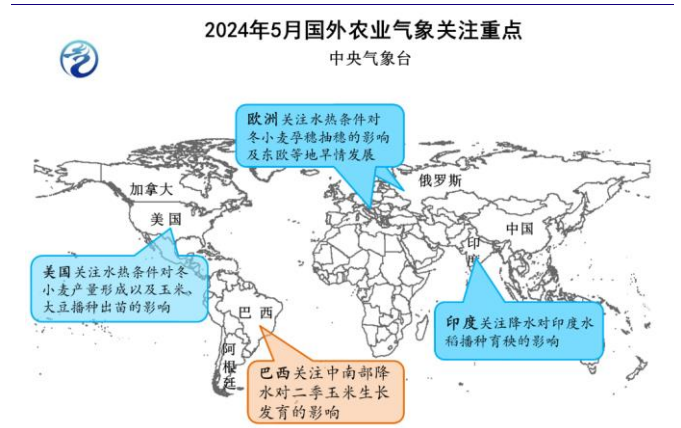 2024年5月国外农业气象关注重点
中央气象台
欧洲关注水热条件对
冬小麦孕穗抽穗的影响
及东欧等地旱情发展
加拿大
俄罗斯
美国
中国
印度
美国关注水热条件对冬
小麦产量形成以及玉米、
大豆播种出苗的影响
巴西
印度关注降水对印度水
稻播种育秧的影响
阿根廷
巴西关注中南部降
水对二季玉米生长
发育的影响